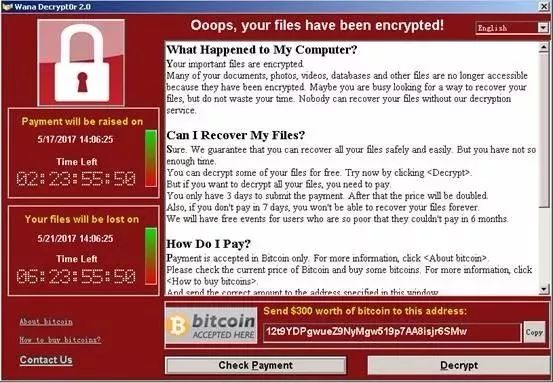 Wana Decrypt0r 2.0
Ooops, your files have been encrypted!
English
What Happened to My Computer?
Your important files are encrypted.
Many of your documents, photos, videos, databases and other files are no longer accessible
because they have been encrypted. Maybe you are busy looking for a way to recover your
files, but do not waste your time. Nobody can recover your files without our decryption
service.
Can I Recover My Files?
Sure. We guarantee that you can recover all your files safely and easily. But you have not so
enough time.
You can decrypt some of your files for free. Try now by clicking <Decrypt>.
But if you want to decrypt all your files, you need to pay.
You only have 3 days to submit the payment. After that the price will be doubled.
Also, if you don't pay in 7 days, you won't be able to recover your files forever.
We will have free events for users who are so poor that they couldn't pay in 6 months.
How Do I Pay?
Payment is accepted in Bitcoin only. For more information, click <About bitcoin>.
Please check the current price of Bitcoin and buy some bitcoins. For more information, click
<How to buy bitcoins>.
And send the correct amount to the address specified in this window.
Payment will be raised on
5/17/2017 14:06:25
Time Left
02:23:55:50
Your files will be lost on
5/21/2017 14:06:25
Time Left
06:23:55:50
About bitcoin
How to buy bitcoins?
Contact Us
bitcoin
ACCEPTED HERE
Send $300 worth of bitcoin to this address:
12t9YDPgwueZ9NyMgw519p7AA8isjr6SMw
Copy
Check Payment
Decrypt